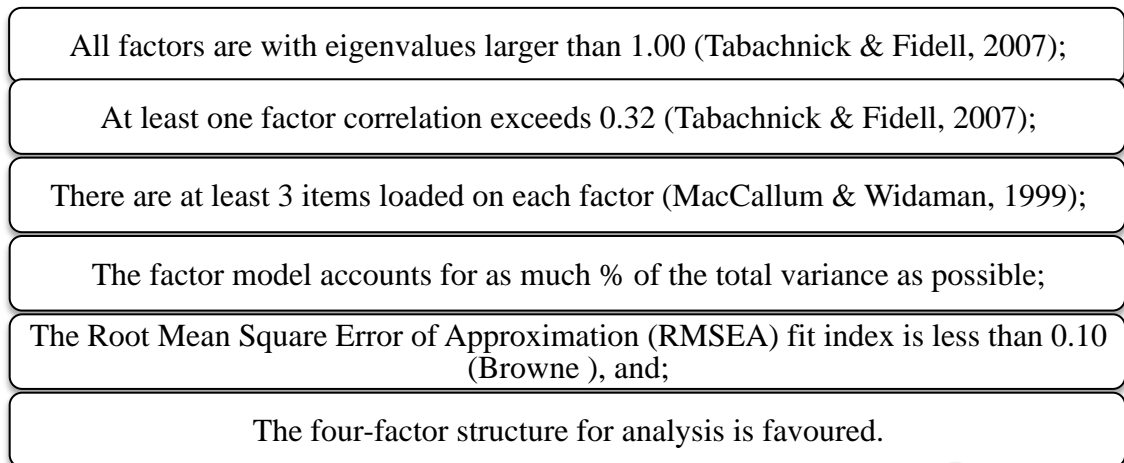 All factors are with eigenvalues larger than 1.00 (Tabachnick & Fidell, 2007);
At least one factor correlation exceeds 0.32 (Tabachnick & Fidell, 2007);
There are at least 3 items loaded on each factor (MacCallum & Widaman, 1999);
The factor model accounts for as much % of the total variance as possible;
The Root Mean Square Error of Approximation (RMSEA) fit index is less than 0.10
(Browne ), and;
The four-factor structure for analysis is favoured.